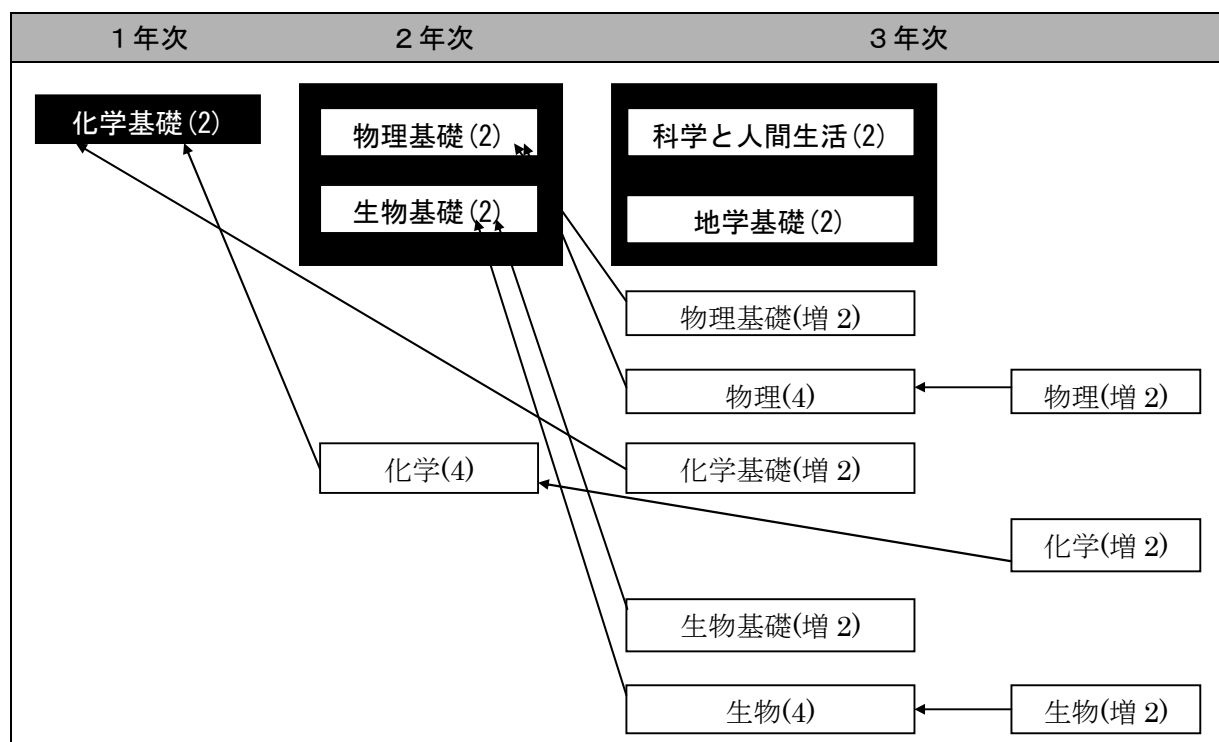 1年次 2年次 3年次
化学基礎(2) 物理基礎(2) 科学と人間生活(2)
生物基礎(2) 地学基礎(2)
物理基礎(増 2)
物理(4) 物理(増 2)
化学(4) 化学基礎(増 2)
化学(増 2)
生物基礎(増 2)
生物(4) 生物(増 2)